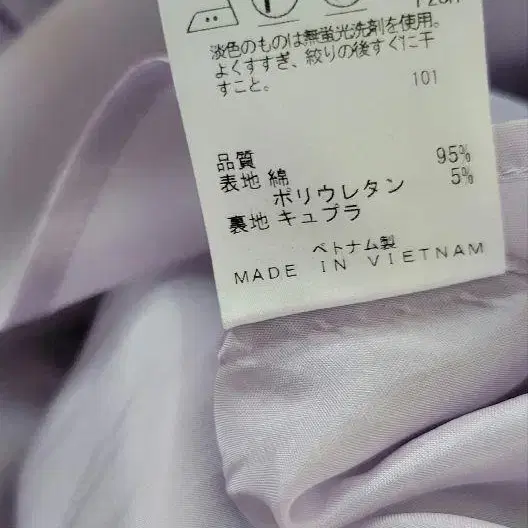 淡色のものは無蛍光洗剤を使用。
よくすすぎ、絞りの後すぐに干
すこと。
101
品質
表地 綿 95%
ポリウレタン 5%
裏地 キュプラ
ベトナム製
MADE IN VIETNAM